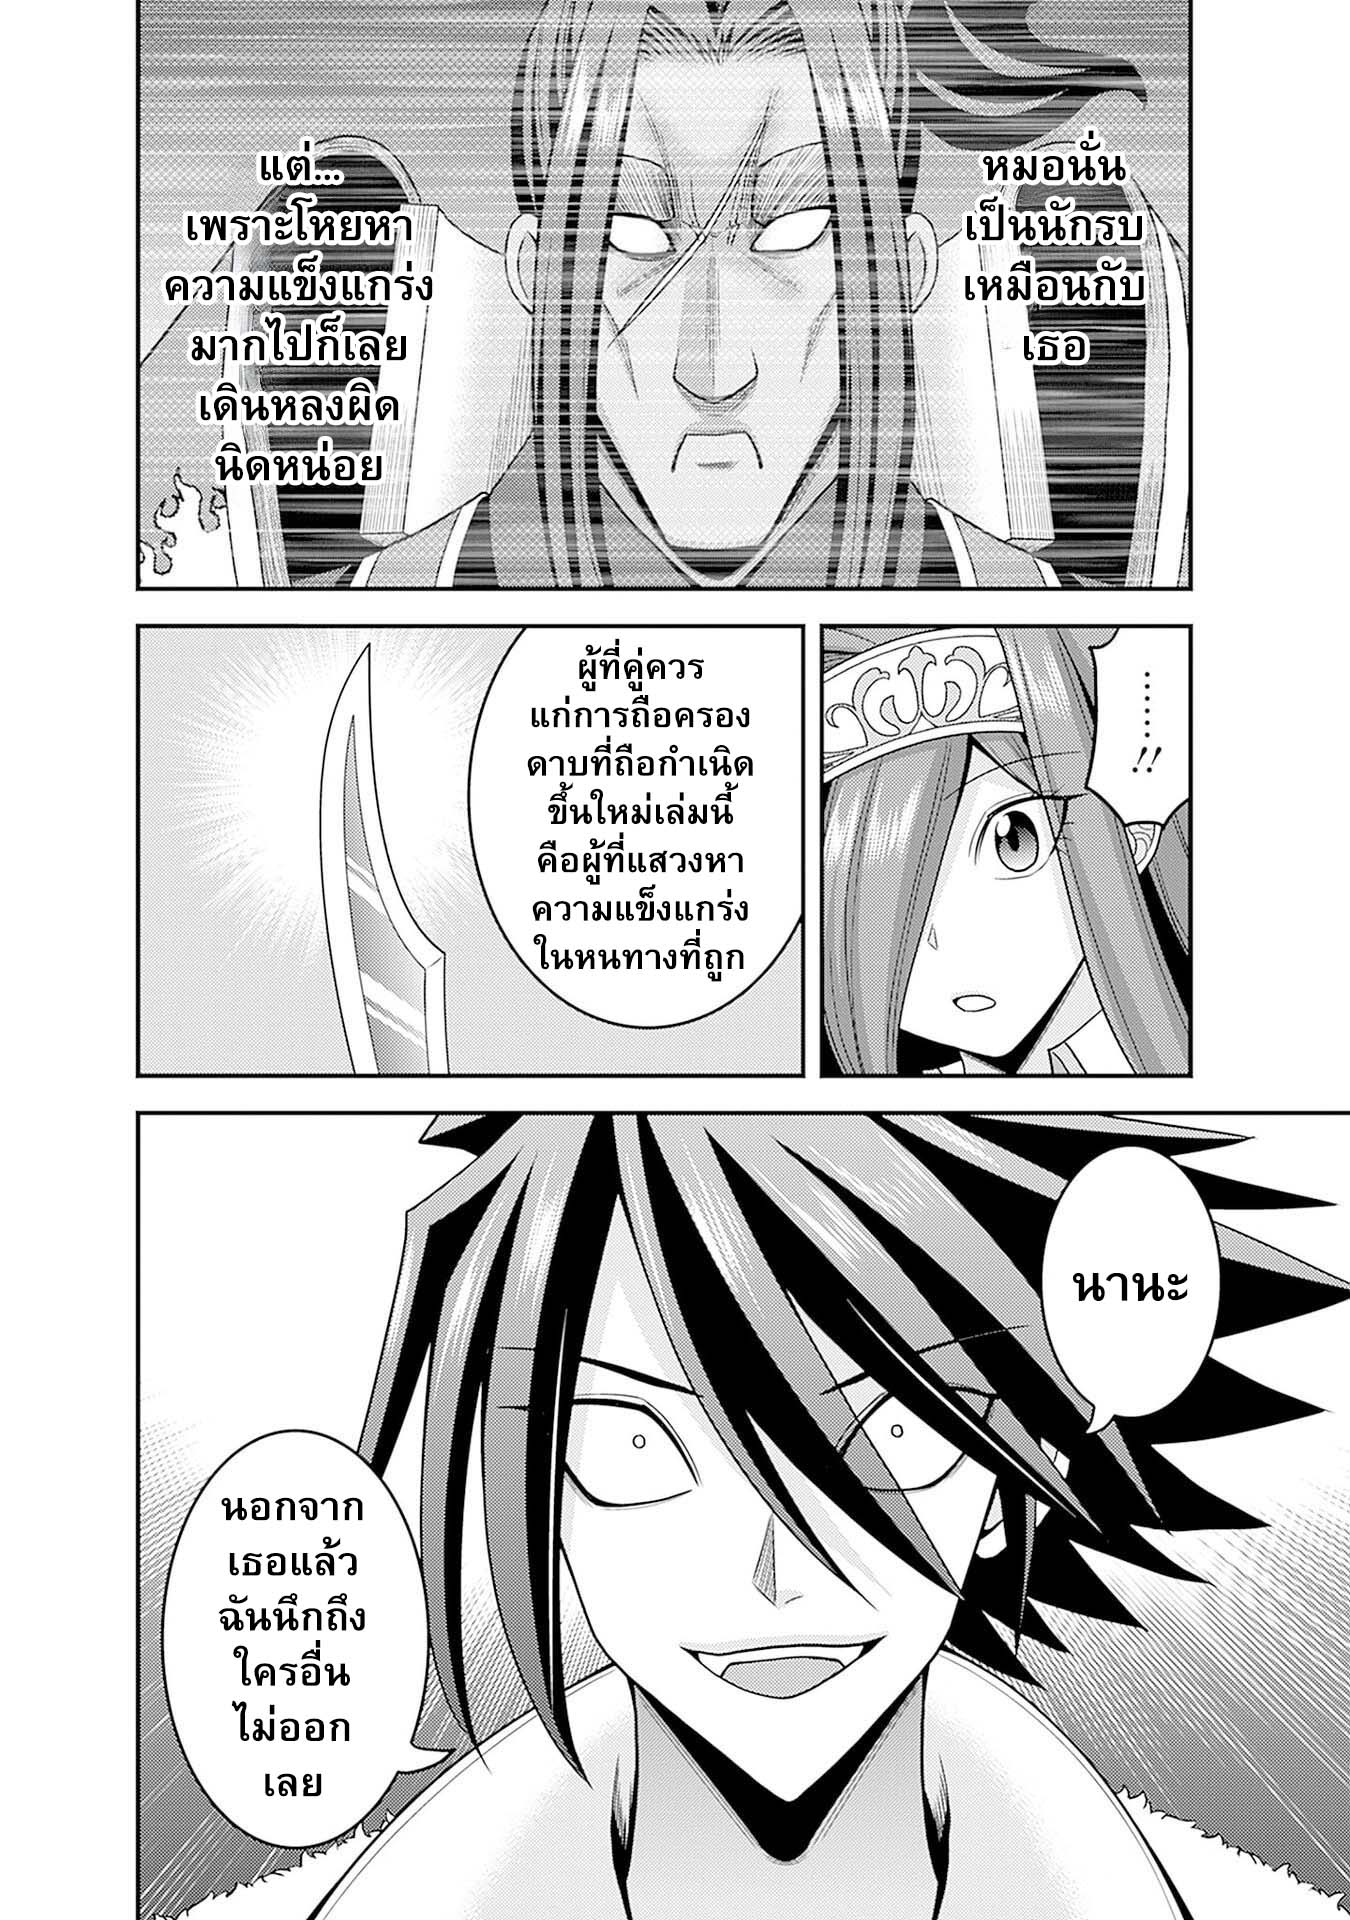 หมอนั่น
เป็นนักรบ
เหมือนกับ
เธอ
แต่...
เพราะโหยหา
ความแข็งแกร่ง
มากไปก็เลย
เดินหลงผิด
นิดหน่อย
......!!
ผู้ที่คู่ควร
แก่การถือครอง
ดาบที่ถือกำเนิด
ขึ้นใหม่เล่มนี้
คือผู้ที่แสวงหา
ความแข็งแกร่ง
ในหนทางที่ถูก
นานะ
นอกจาก
เธอแล้ว
ฉันนึกถึง
ใครอื่น
ไม่ออก
เลย